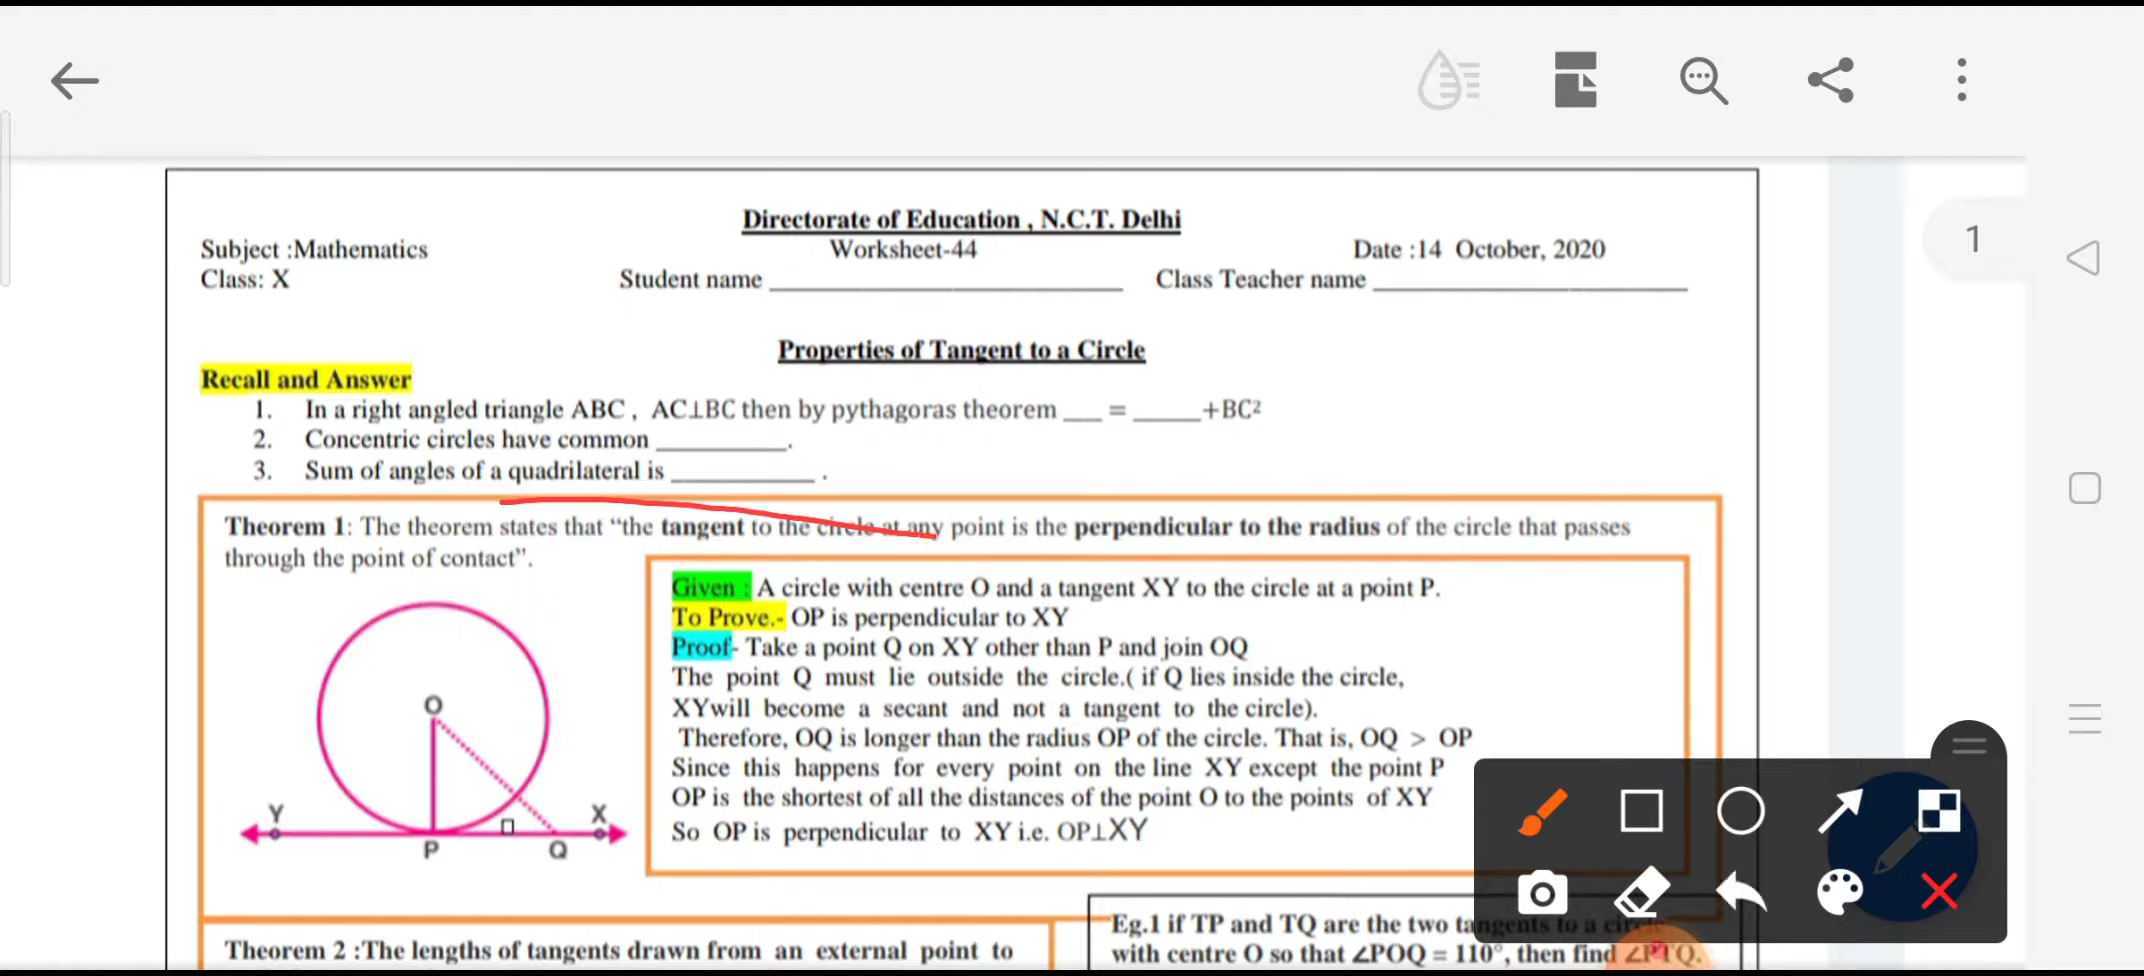 1
Directorate of Education , N.C.T. Delhi
Subject :Mathematics Worksheet-44 Date :14 October, 2020
Class: X Student name ____________ Class Teacher name ____________
Properties of Tangent to a Circle
Recall and Answer
1. In a right angled triangle ABC , AC⊥BC then by pythagoras theorem ___ = _____+BC²
2. Concentric circles have common __________.
3. Sum of angles of a quadrilateral is ___________ .
Theorem 1: The theorem states that “the tangent to the circle at any point is the perpendicular to the radius of the circle that passes
through the point of contact”.
Given : A circle with centre O and a tangent XY to the circle at a point P.
To Prove.- OP is perpendicular to XY
Proof- Take a point Q on XY other than P and join OQ
The point Q must lie outside the circle.( if Q lies inside the circle,
XYwill become a secant and not a tangent to the circle).
Therefore, OQ is longer than the radius OP of the circle. That is, OQ > OP
Since this happens for every point on the line XY except the point P
OP is the shortest of all the distances of the point O to the points of XY
So OP is perpendicular to XY i.e. OP⊥XY
O
Y X
P Q
Theorem 2 :The lengths of tangents drawn from an external point to
Eg.1 if TP and TQ are the two tangents to a circle
with centre O so that ∠POQ = 110°, then find ∠PTQ.